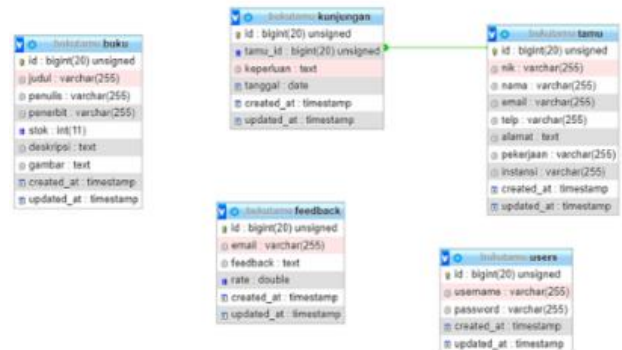 bukutamu buku
id : bigint(20) unsigned
judul : varchar(255)
penulis : varchar(255)
penerbit : varchar(255)
stok : int(11)
deskripsi : text
gambar : text
created_at : timestamp
updated_at : timestamp
bukutamu kunjungan
id : bigint(20) unsigned
tamu_id : bigint(20) unsigned
keperluan : text
tanggal : date
created_at : timestamp
updated_at : timestamp
bukutamu tamu
id : bigint(20) unsigned
nik : varchar(255)
nama : varchar(255)
email : varchar(255)
telp : varchar(255)
alamat : text
pekerjaan : varchar(255)
instansi : varchar(255)
created_at : timestamp
updated_at : timestamp
bukutamu feedback
id : bigint(20) unsigned
email : varchar(255)
feedback : text
rate : double
created_at : timestamp
updated_at : timestamp
bukutamu users
id : bigint(20) unsigned
username : varchar(255)
password : varchar(255)
created_at : timestamp
updated_at : timestamp